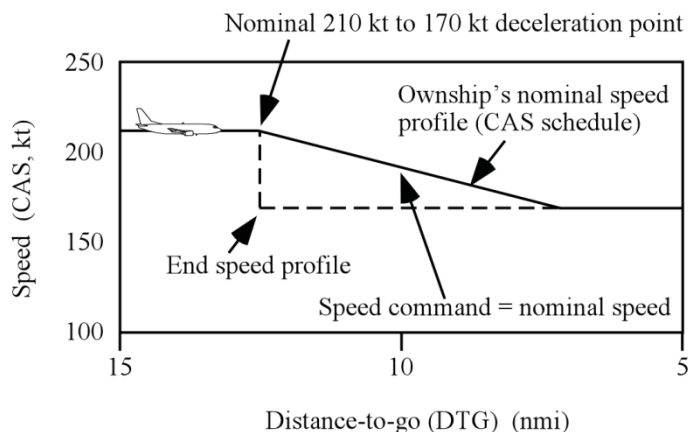 Nominal 210 kt to 170 kt deceleration point
250
Ownship's nominal speed
profile (CAS schedule)
200
Speed (CAS, kt)
150
End speed profile
Speed command = nominal speed
100
15
10
5
Distance-to-go (DTG) (nmi)